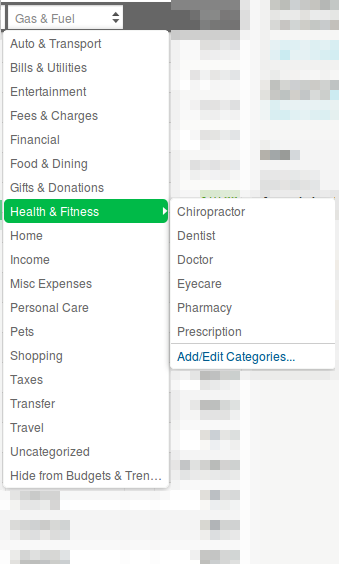 Gas & Fuel
Auto & Transport
Bills & Utilities
Entertainment
Fees & Charges
Financial
Food & Dining
Gifts & Donations
Health & Fitness
Home
Income
Misc Expenses
Personal Care
Pets
Shopping
Taxes
Transfer
Travel
Uncategorized
Hide from Budgets & Tren...
Chiropractor
Dentist
Doctor
Eyecare
Pharmacy
Prescription
Add/Edit Categories...